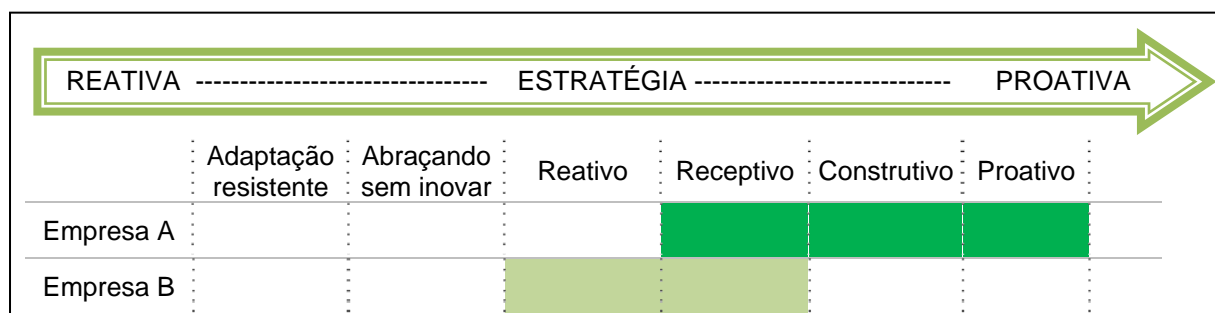 REATIVA --------------------------------- ESTRATÉGIA ----------------------------- PROATIVA
Adaptação resistente
Abraçando sem inovar
Reativo
Receptivo
Construtivo
Proativo
Empresa A
Empresa B